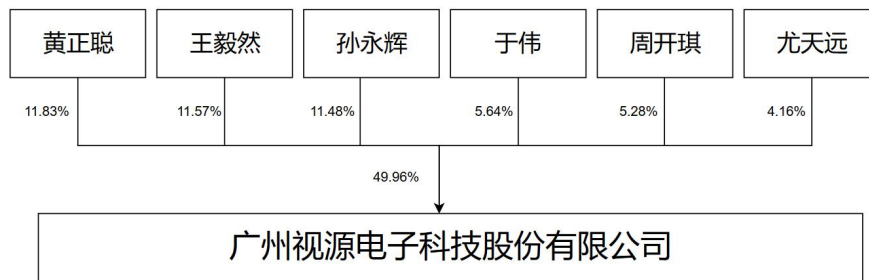 黄正聪
王毅然
孙永辉
于伟
周开琪
尤天远
11.83%
11.57%
11.48%
5.64%
5.28%
4.16%
49.96%
广州视源电子科技股份有限公司